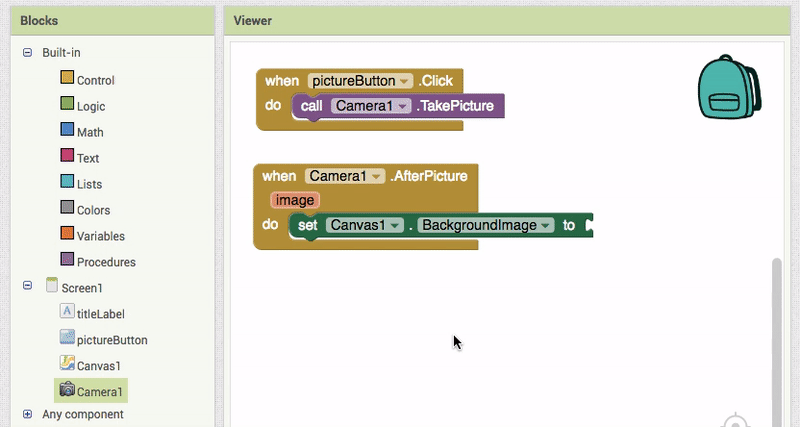 Blocks
Viewer
Built-in
Control
Logic
Math
Text
Lists
Colors
Variables
Procedures
Screen1
A titleLabel
pictureButton
Canvas1
Camera1
Any component
when pictureButton .Click
do call Camera1 .TakePicture
when Camera1 .AfterPicture
image
do set Canvas1 . BackgroundImage to